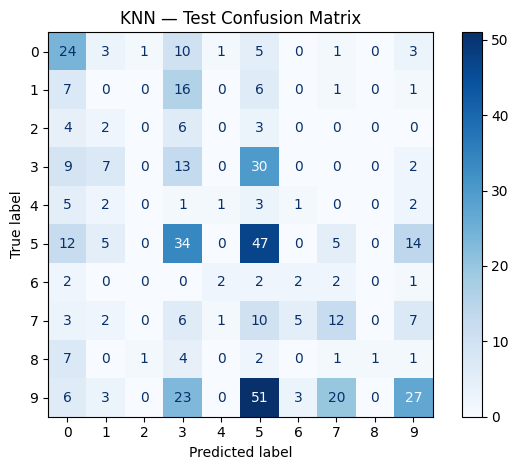 KNN — Test Confusion Matrix
0 24 3 1 10 1 5 0 1 0 3
1 7 0 0 16 0 6 0 1 0 1
2 4 2 0 6 0 3 0 0 0 0
3 9 7 0 13 0 30 0 0 0 2
4 5 2 0 1 1 3 1 0 0 2
5 12 5 0 34 0 47 0 5 0 14
6 2 0 0 0 2 2 2 2 0 1
7 3 2 0 6 1 10 5 12 0 7
8 7 0 1 4 0 2 0 1 1 1
9 6 3 0 23 0 51 3 20 0 27
0 1 2 3 4 5 6 7 8 9
Predicted label
True label
50
40
30
20
10
0